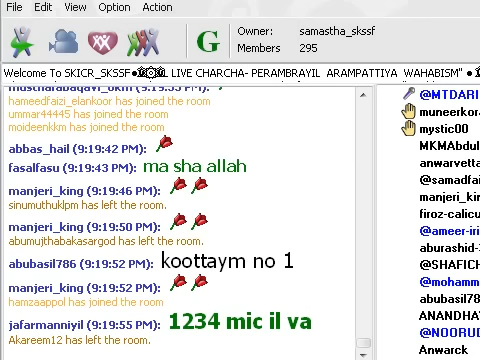 File Edit View Option Action
G
Owner: samastha_skssf
Members 295
Welcome To SKICR_SKSSF LIVE CHARCHA- PERAMBRAYIL ARAMPATTIYA WAHABISM"
hameedfaizi_elankoor has joined the room
ummar44445 has joined the room
moideenkkm has joined the room
abbas_hail (9:19:42 PM):
fasalfasu (9:19:43 PM): ma sha allah
manjeri_king (9:19:46 PM):
sinumuthuklpm has left the room.
manjeri_king (9:19:50 PM):
abumujthabakasargod has left the room.
abubasil786 (9:19:52 PM): koottaym no 1
manjeri_king (9:19:52 PM):
hamzaappol has joined the room
jafarmanniyil (9:19:55 PM): 1234 mic il va
Akareem12 has left the room.
@MTDARI
muneerkor
mystic00
MKMAbdul
anwarvetta
@samadfai
manjeri_kin
firoz-calicu
@ameer-iri
aburashid-
@SHAFICH
@mohamm
abubasil78
ANANDHA
@NOORUD
Anwarck